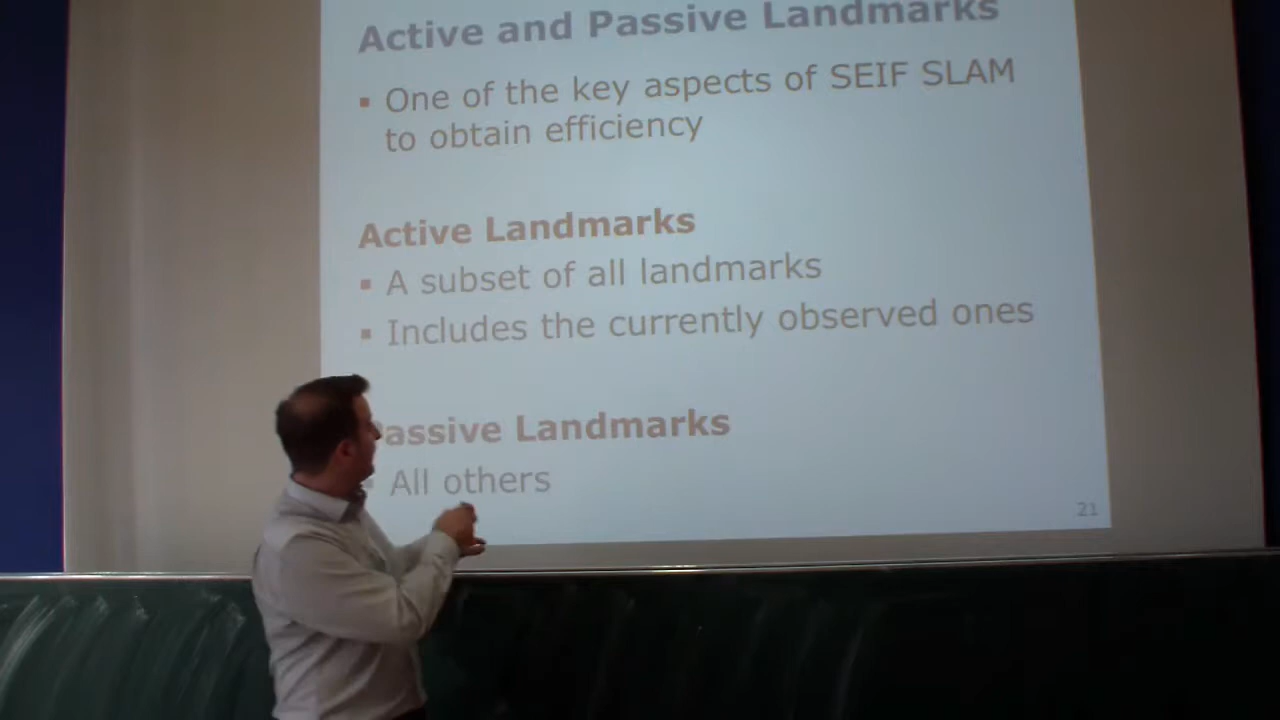 Active and Passive Landmarks
▪ One of the key aspects of SEIF SLAM
to obtain efficiency
Active Landmarks
▪ A subset of all landmarks
▪ Includes the currently observed ones
Passive Landmarks
▪ All others
21